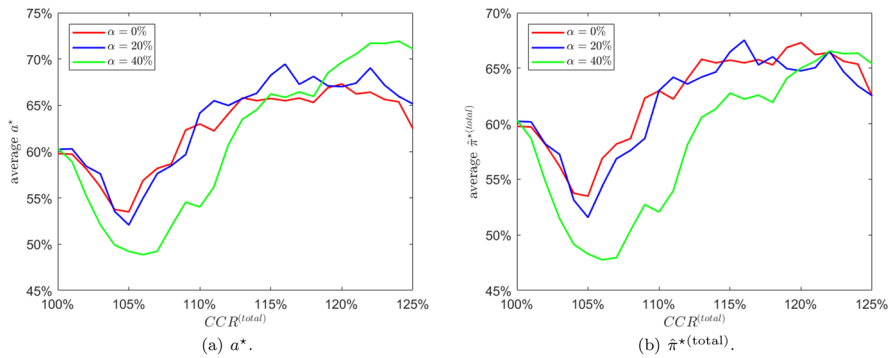 75%
70%
65%
60%
55%
50%
45%
average a*
α = 0%
α = 20%
α = 40%
100% 105% 110% 115% 120% 125%
CCR^(total)
(a) a*.
70%
65%
60%
55%
50%
45%
average π̂*(total)
α = 0%
α = 20%
α = 40%
100% 105% 110% 115% 120% 125%
CCR^(total)
(b) π̂*(total).